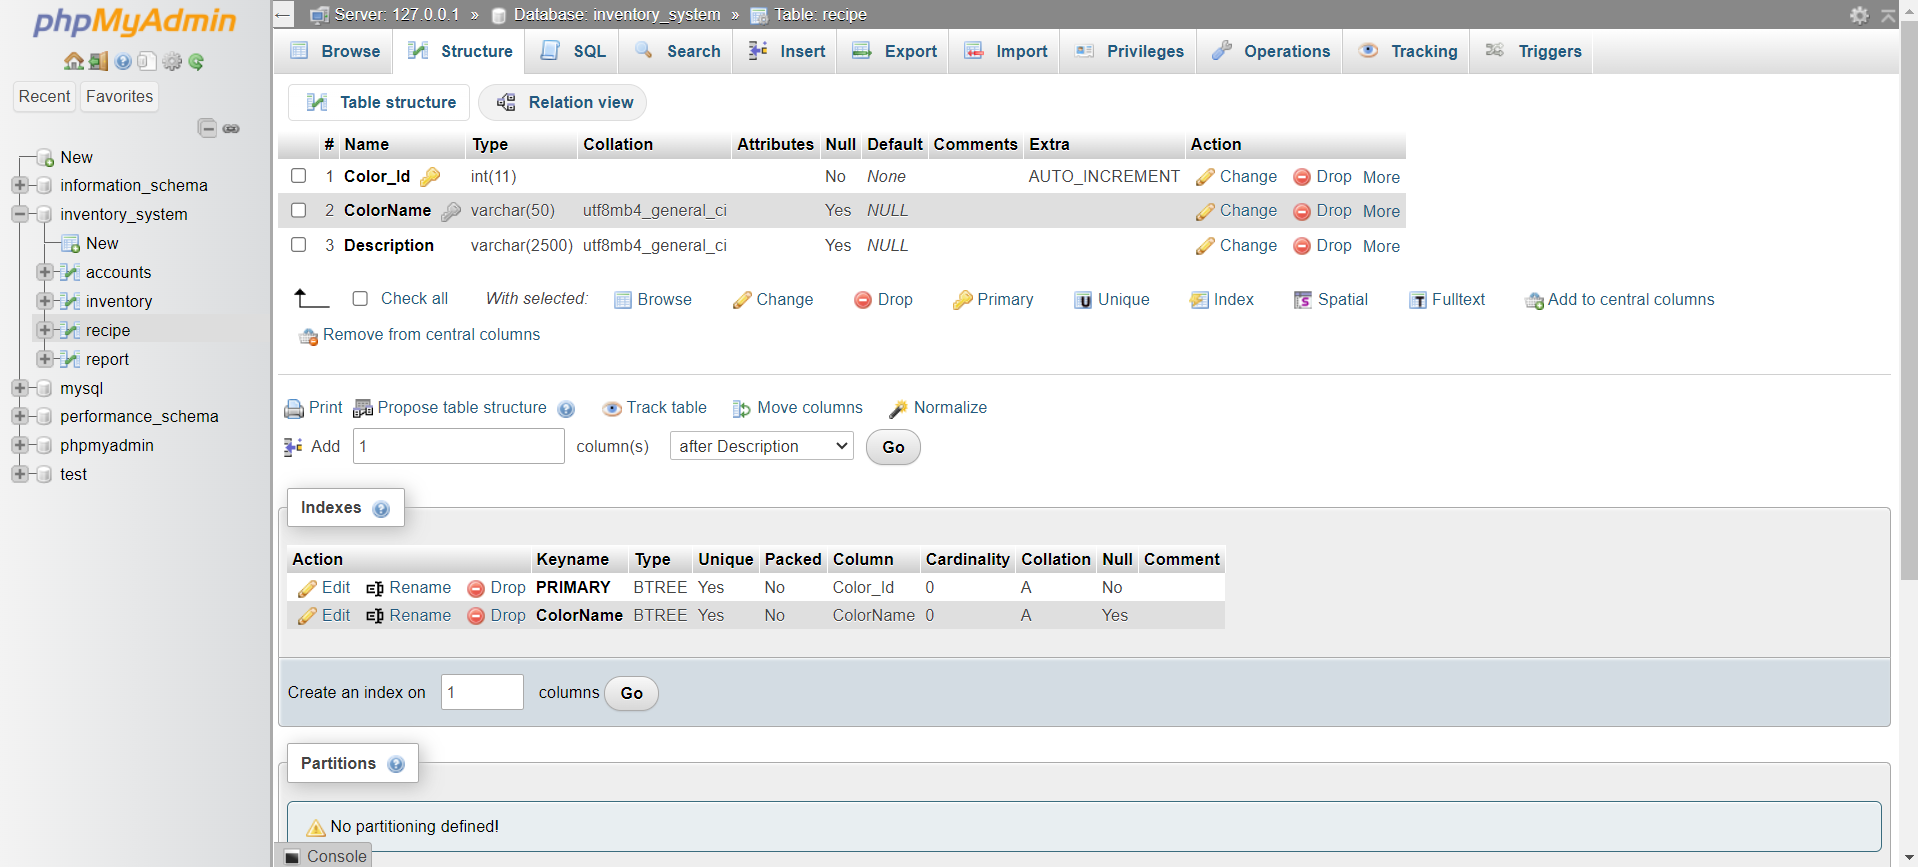 phpMyAdmin
Recent Favorites
New
information_schema
inventory_system
New
accounts
inventory
recipe
report
mysql
performance_schema
phpmyadmin
test
Server: 127.0.0.1 » Database: inventory_system » Table: recipe
Browse Structure SQL Search Insert Export Import Privileges Operations Tracking Triggers
Table structure Relation view
# Name Type Collation Attributes Null Default Comments Extra Action
1 Color_Id int(11) No None AUTO_INCREMENT Change Drop More
2 ColorName varchar(50) utf8mb4_general_ci Yes NULL Change Drop More
3 Description varchar(2500) utf8mb4_general_ci Yes NULL Change Drop More
Check all With selected: Browse Change Drop Primary Unique Index Spatial Fulltext Add to central columns
Remove from central columns
Print Propose table structure Track table Move columns Normalize
Add 1 column(s) after Description Go
Indexes
Action Keyname Type Unique Packed Column Cardinality Collation Null Comment
Edit Rename Drop PRIMARY BTREE Yes No Color_Id 0 A No
Edit Rename Drop ColorName BTREE Yes No ColorName 0 A Yes
Create an index on 1 columns Go
Partitions
No partitioning defined!
Console